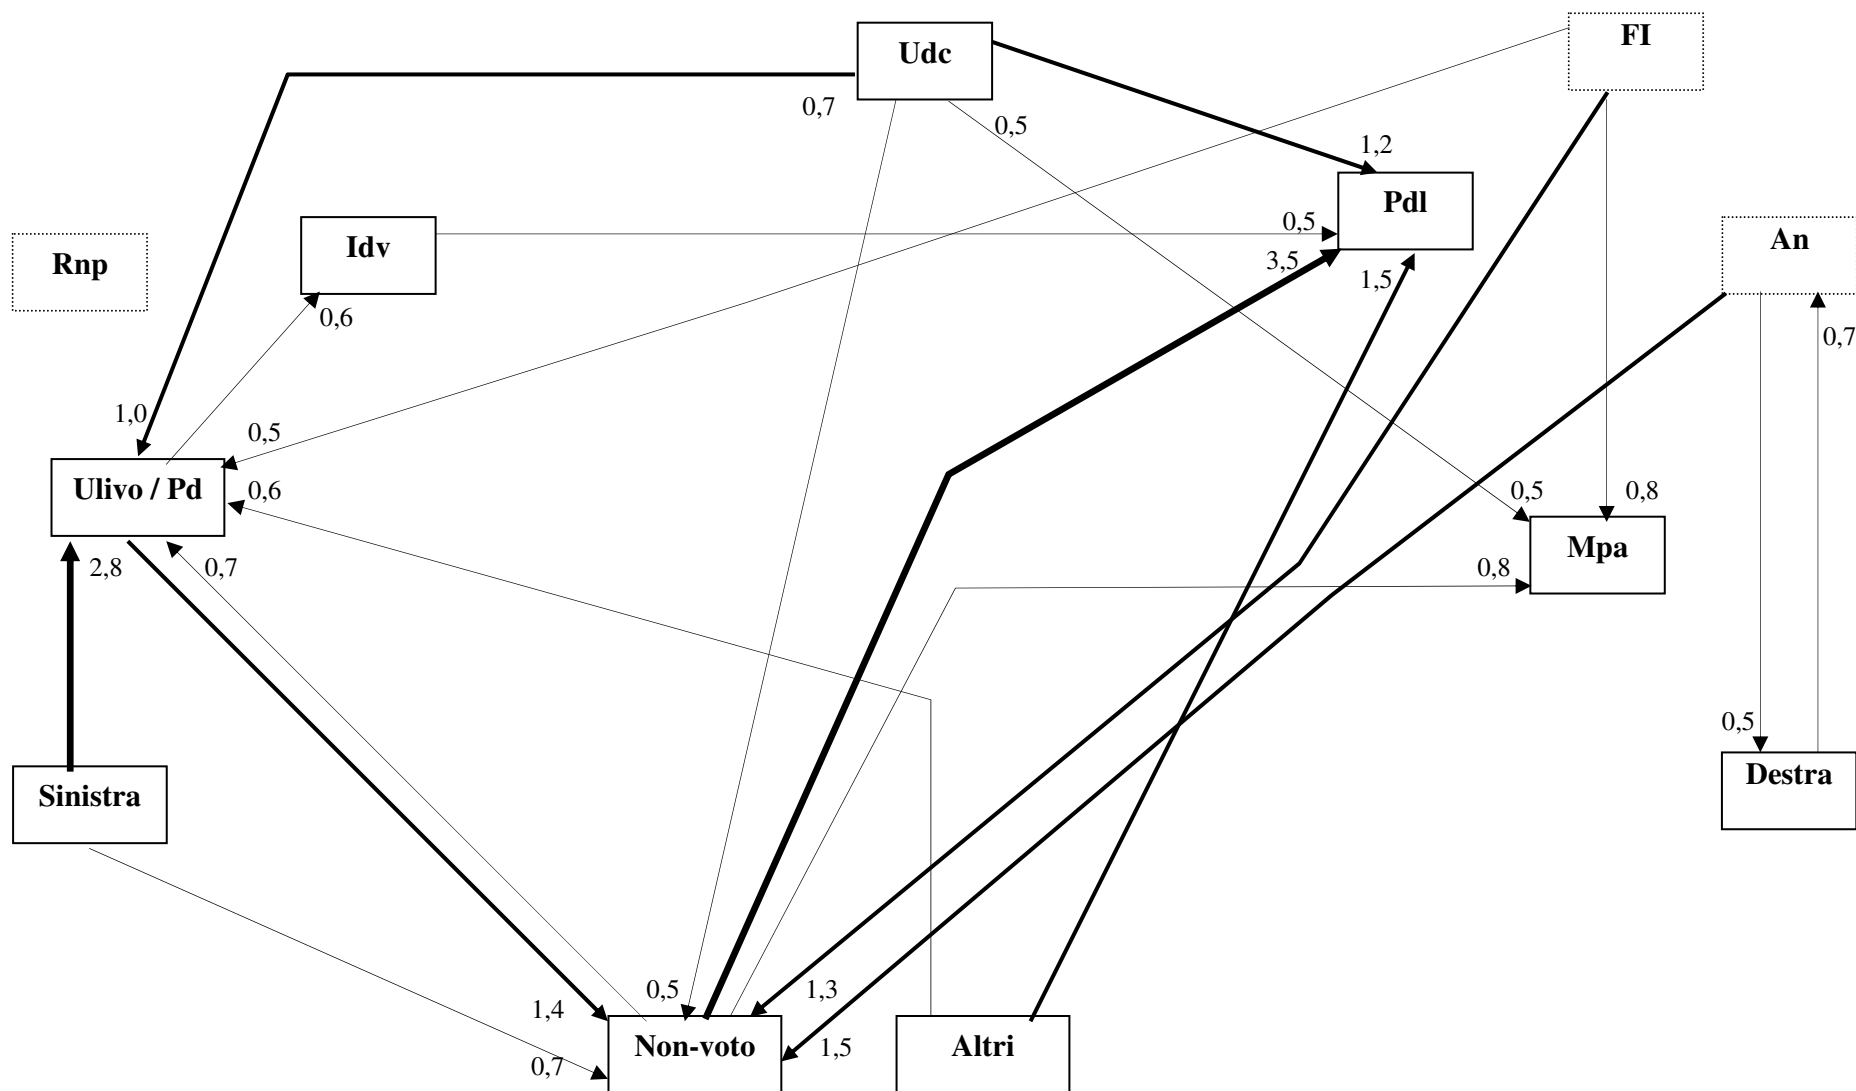 FI
Udc
0,7
0,5
1,2
Pdl
Idv
0,5
An
Rnp
3,5
1,5
0,6
0,7
1,0
0,5
Ulivo / Pd
0,6
0,5
0,8
Mpa
2,8
0,7
0,8
0,5
Destra
Sinistra
0,5
1,3
1,4
Non-voto
1,5
Altri
0,7